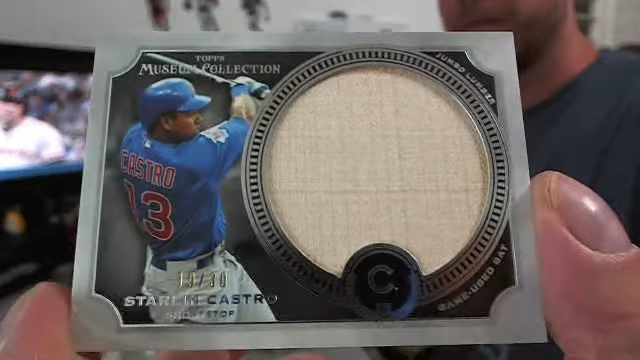 TOPPS
MUSEUM COLLECTION
JUMBO LUMBER
CASTRO
13
C
GAME-USED BAT
STARLIN CASTRO
SHORTSTOP